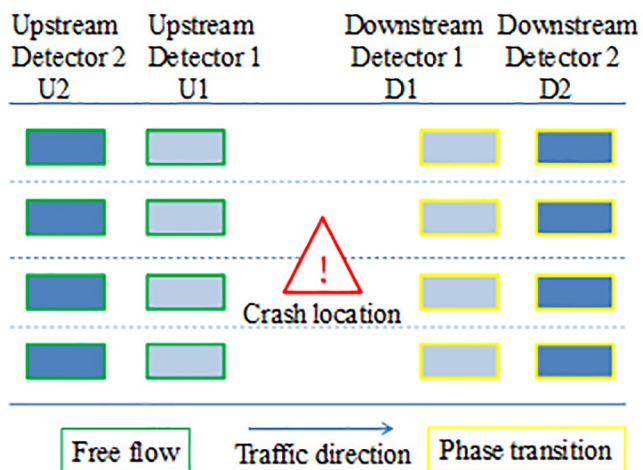 Upstream Upstream Downstream Downstream
Detector 2 Detector 1 Detector 1 Detector 2
U2 U1 D1 D2
!
Crash location
Free flow Traffic direction Phase transition